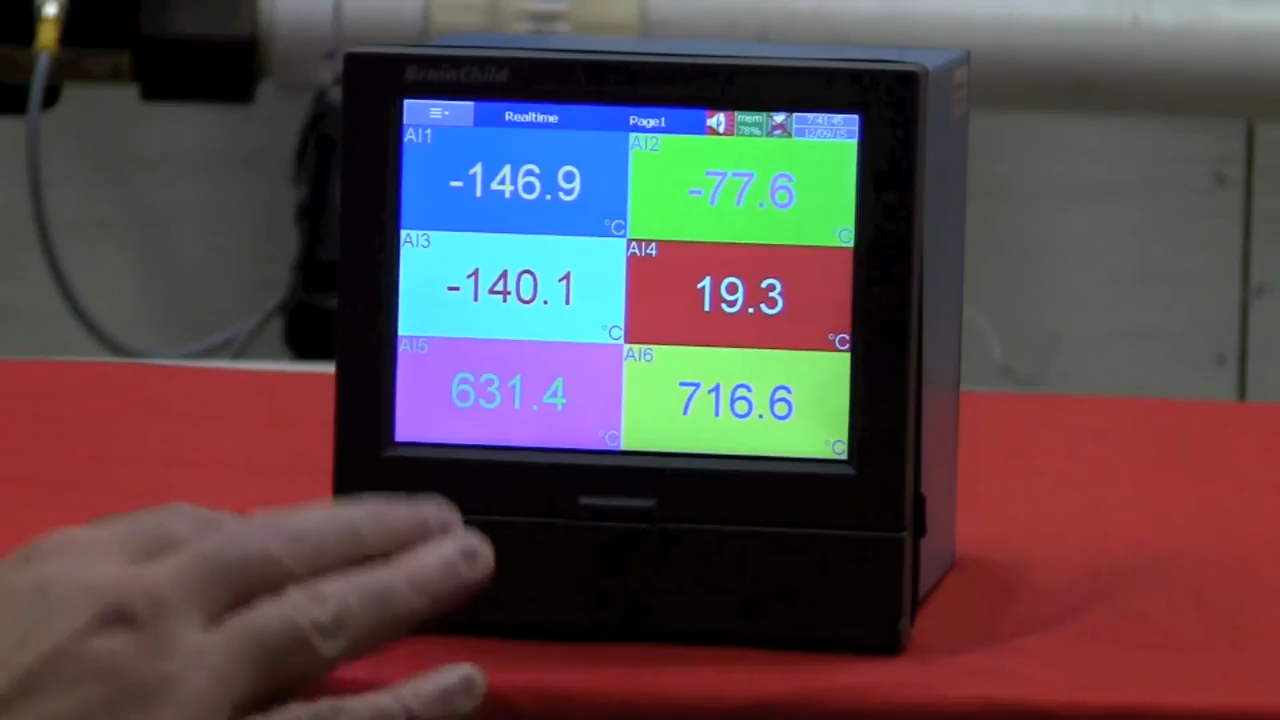 BrainChild
Realtime Page1 mem 78% 7:41:45 12/09/15
AI1 AI2
-146.9 °C -77.6 °C
AI3 AI4
-140.1 °C 19.3 °C
AI5 AI6
631.4 °C 716.6 °C